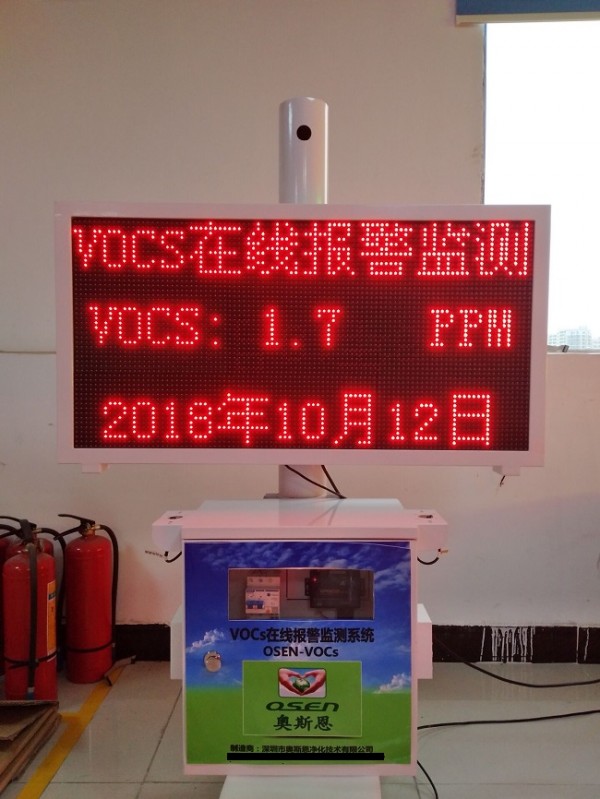 VOCS在线报警监测
VOCS: 1.7 PPM
2018年10月12日
VOCs在线报警监测系统
OSEN-VOCs
OSEN
奥斯恩
制造商：深圳市奥斯恩净化技术有限公司